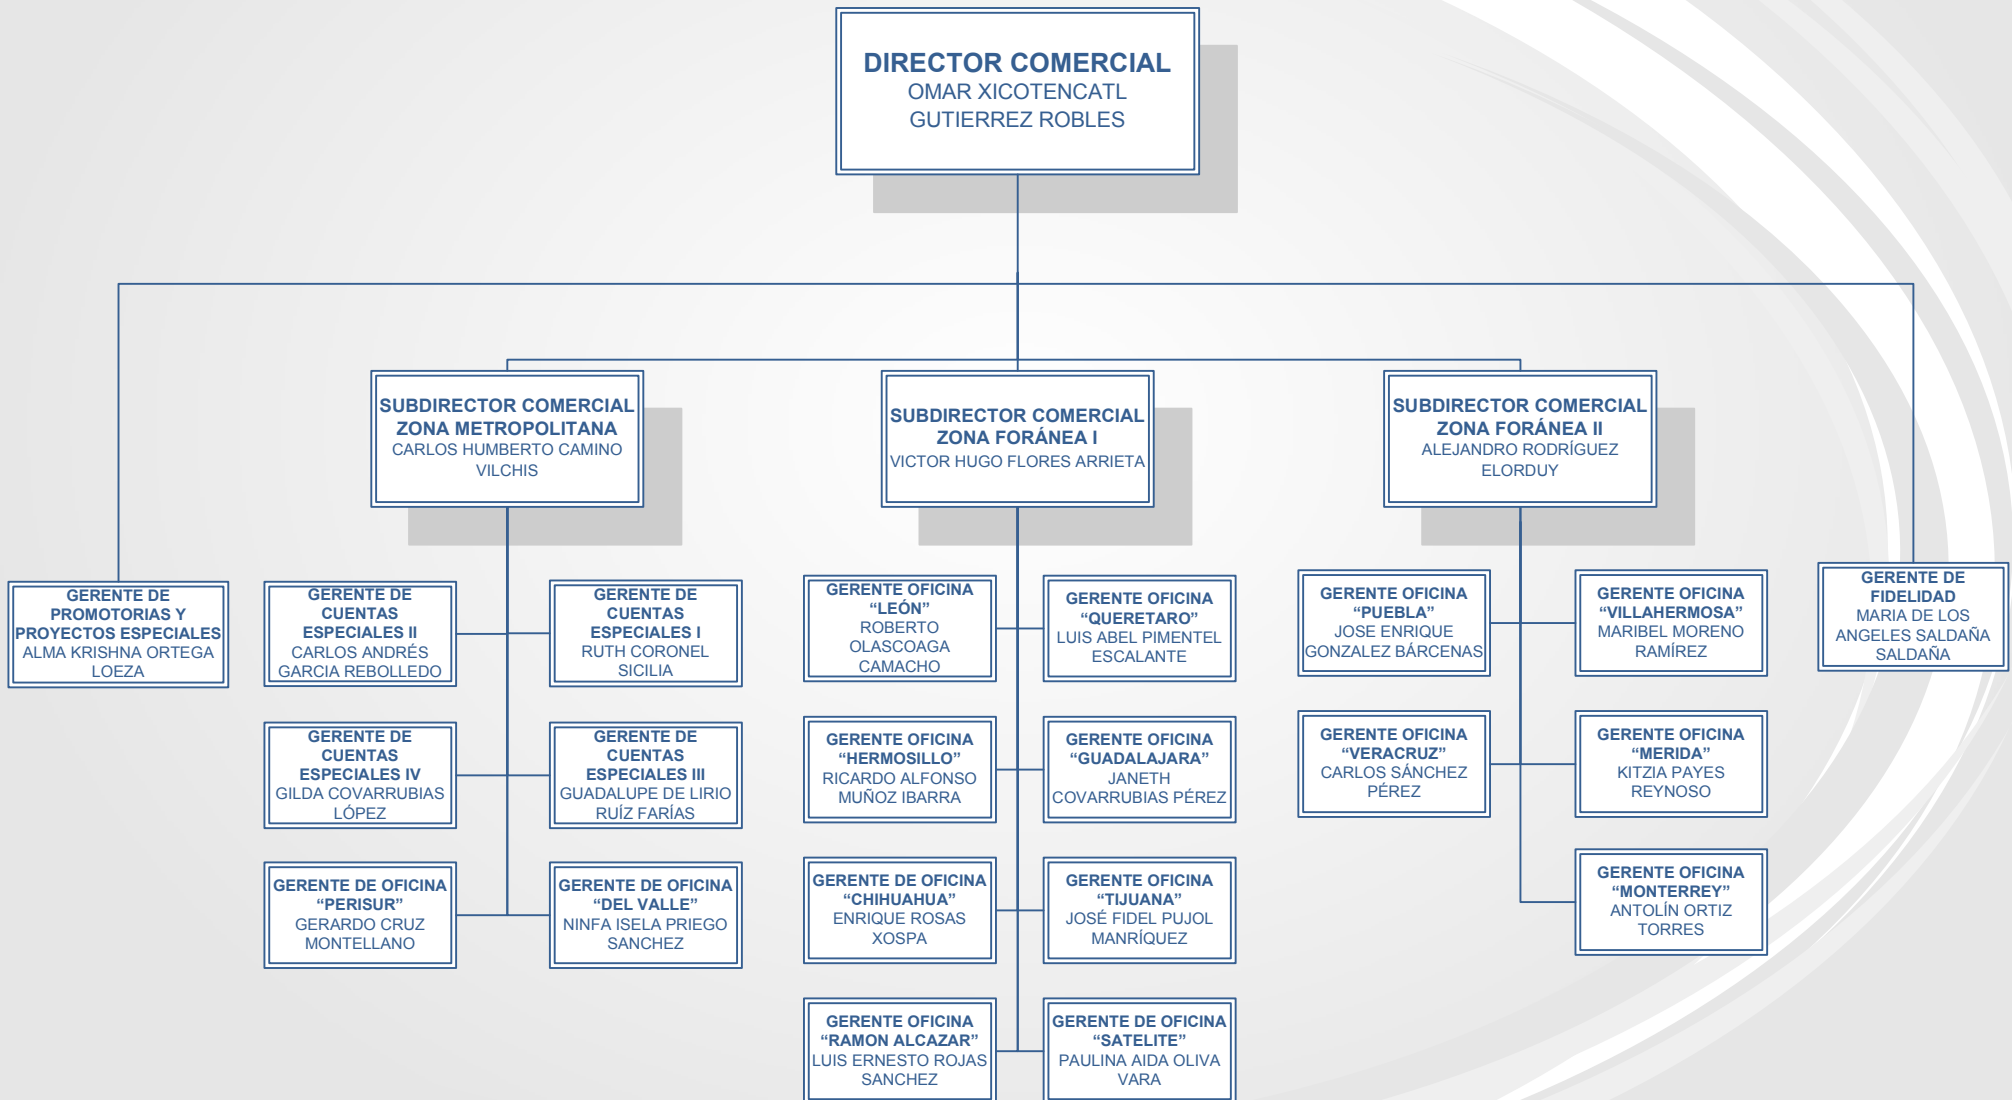 DIRECTOR COMERCIAL
OMAR XICOTENCATL
GUTIERREZ ROBLES
SUBDIRECTOR COMERCIAL
ZONA METROPOLITANA
CARLOS HUMBERTO CAMINO
VILCHIS
SUBDIRECTOR COMERCIAL
ZONA FORÁNEA I
VICTOR HUGO FLORES ARRIETA
SUBDIRECTOR COMERCIAL
ZONA FORÁNEA II
ALEJANDRO RODRÍGUEZ
ELORDUY
GERENTE DE
PROMOTORIAS Y
PROYECTOS ESPECIALES
ALMA KRISHNA ORTEGA
LOEZA
GERENTE DE
CUENTAS
ESPECIALES II
CARLOS ANDRÉS
GARCIA REBOLLEDO
GERENTE DE
CUENTAS
ESPECIALES I
RUTH CORONEL
SICILIA
GERENTE OFICINA
“LEÓN”
ROBERTO
OLASCOAGA
CAMACHO
GERENTE OFICINA
“QUERETARO”
LUIS ABEL PIMENTEL
ESCALANTE
GERENTE OFICINA
“PUEBLA”
JOSE ENRIQUE
GONZALEZ BÁRCENAS
GERENTE OFICINA
“VILLAHERMOSA”
MARIBEL MORENO
RAMÍREZ
GERENTE DE
FIDELIDAD
MARIA DE LOS
ANGELES SALDAÑA
SALDAÑA
GERENTE DE
CUENTAS
ESPECIALES IV
GILDA COVARRUBIAS
LÓPEZ
GERENTE DE
CUENTAS
ESPECIALES III
GUADALUPE DE LIRIO
RUÍZ FARÍAS
GERENTE OFICINA
“HERMOSILLO”
RICARDO ALFONSO
MUÑOZ IBARRA
GERENTE OFICINA
“GUADALAJARA”
JANETH
COVARRUBIAS PÉREZ
GERENTE OFICINA
“VERACRUZ”
CARLOS SÁNCHEZ
PÉREZ
GERENTE OFICINA
“MERIDA”
KITZIA PAYES
REYNOSO
GERENTE DE OFICINA
“PERISUR”
GERARDO CRUZ
MONTELLANO
GERENTE DE OFICINA
“DEL VALLE”
NINFA ISELA PRIEGO
SANCHEZ
GERENTE DE OFICINA
“CHIHUAHUA”
ENRIQUE ROSAS
XOSPA
GERENTE OFICINA
“TIJUANA”
JOSÉ FIDEL PUJOL
MANRÍQUEZ
GERENTE OFICINA
“MONTERREY”
ANTOLÍN ORTIZ
TORRES
GERENTE OFICINA
“RAMON ALCAZAR”
LUIS ERNESTO ROJAS
SANCHEZ
GERENTE DE OFICINA
“SATELITE”
PAULINA AIDA OLIVA
VARA